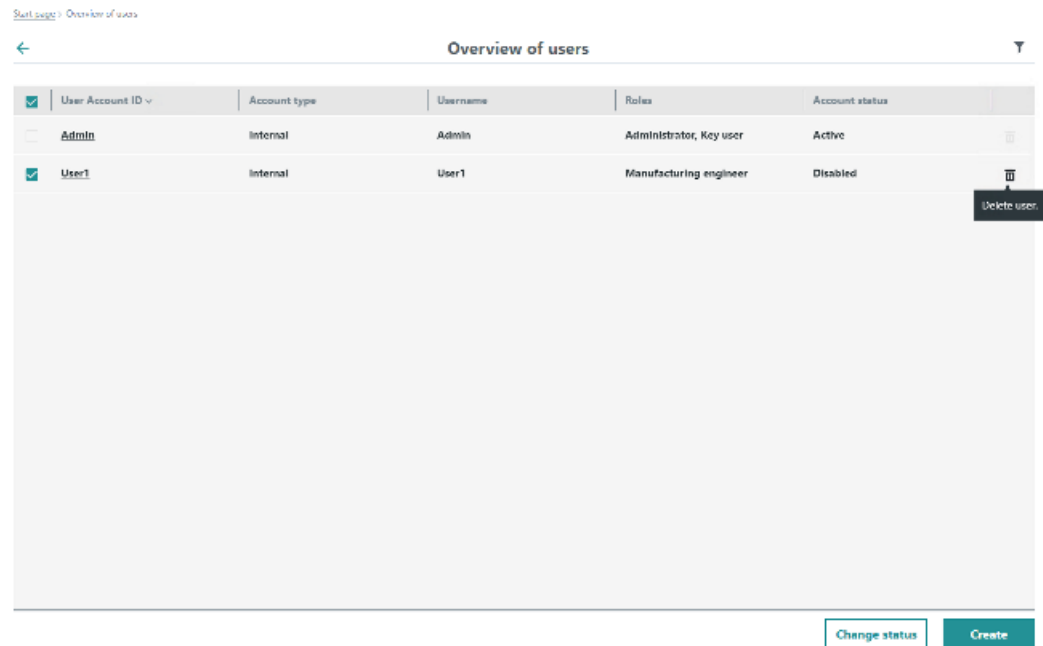 Start page > Overview of users
Overview of users
User Account ID Account type Username Roles Account status
Admin Internal Admin Administrator, Key user Active
User1 Internal User1 Manufacturing engineer Disabled
Delete user.
Change status Create